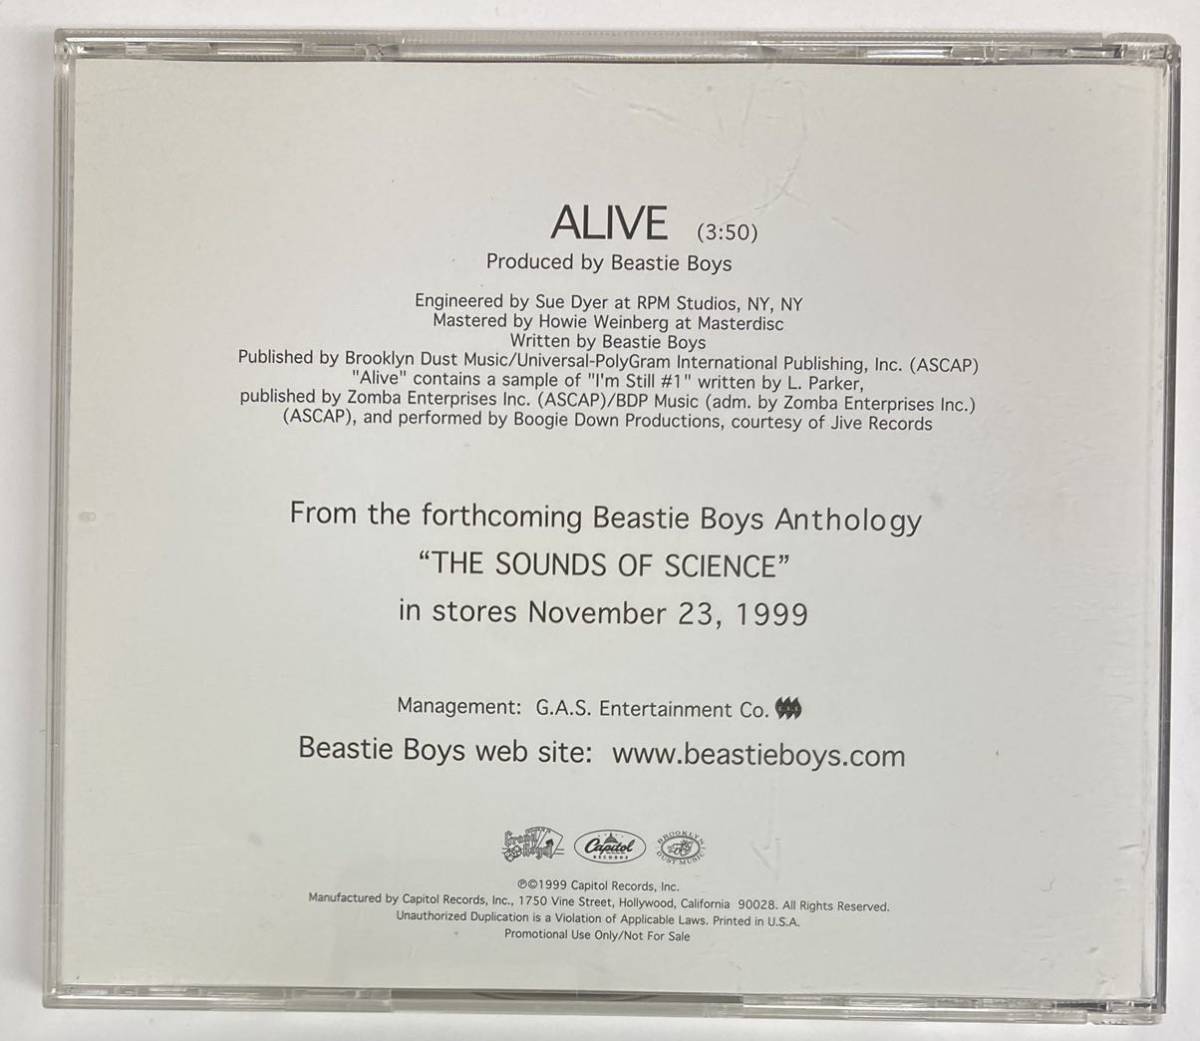 ALIVE (3:50)
Produced by Beastie Boys
Engineered by Sue Dyer at RPM Studios, NY, NY
Mastered by Howie Weinberg at Masterdisc
Written by Beastie Boys
Published by Brooklyn Dust Music/Universal-PolyGram International Publishing, Inc. (ASCAP)
"Alive" contains a sample of "I'm Still #1" written by L. Parker,
published by Zomba Enterprises Inc. (ASCAP)/BDP Music (adm. by Zomba Enterprises Inc.)
(ASCAP), and performed by Boogie Down Productions, courtesy of Jive Records
From the forthcoming Beastie Boys Anthology
“THE SOUNDS OF SCIENCE”
in stores November 23, 1999
Management: G.A.S. Entertainment Co.
Beastie Boys web site: www.beastieboys.com
Grand Royal
Capitol
RECORDS
BROOKLYN
DUST MUSIC
℗©1999 Capitol Records, Inc.
Manufactured by Capitol Records, Inc., 1750 Vine Street, Hollywood, California 90028. All Rights Reserved.
Unauthorized Duplication is a Violation of Applicable Laws. Printed in U.S.A.
Promotional Use Only/Not For Sale